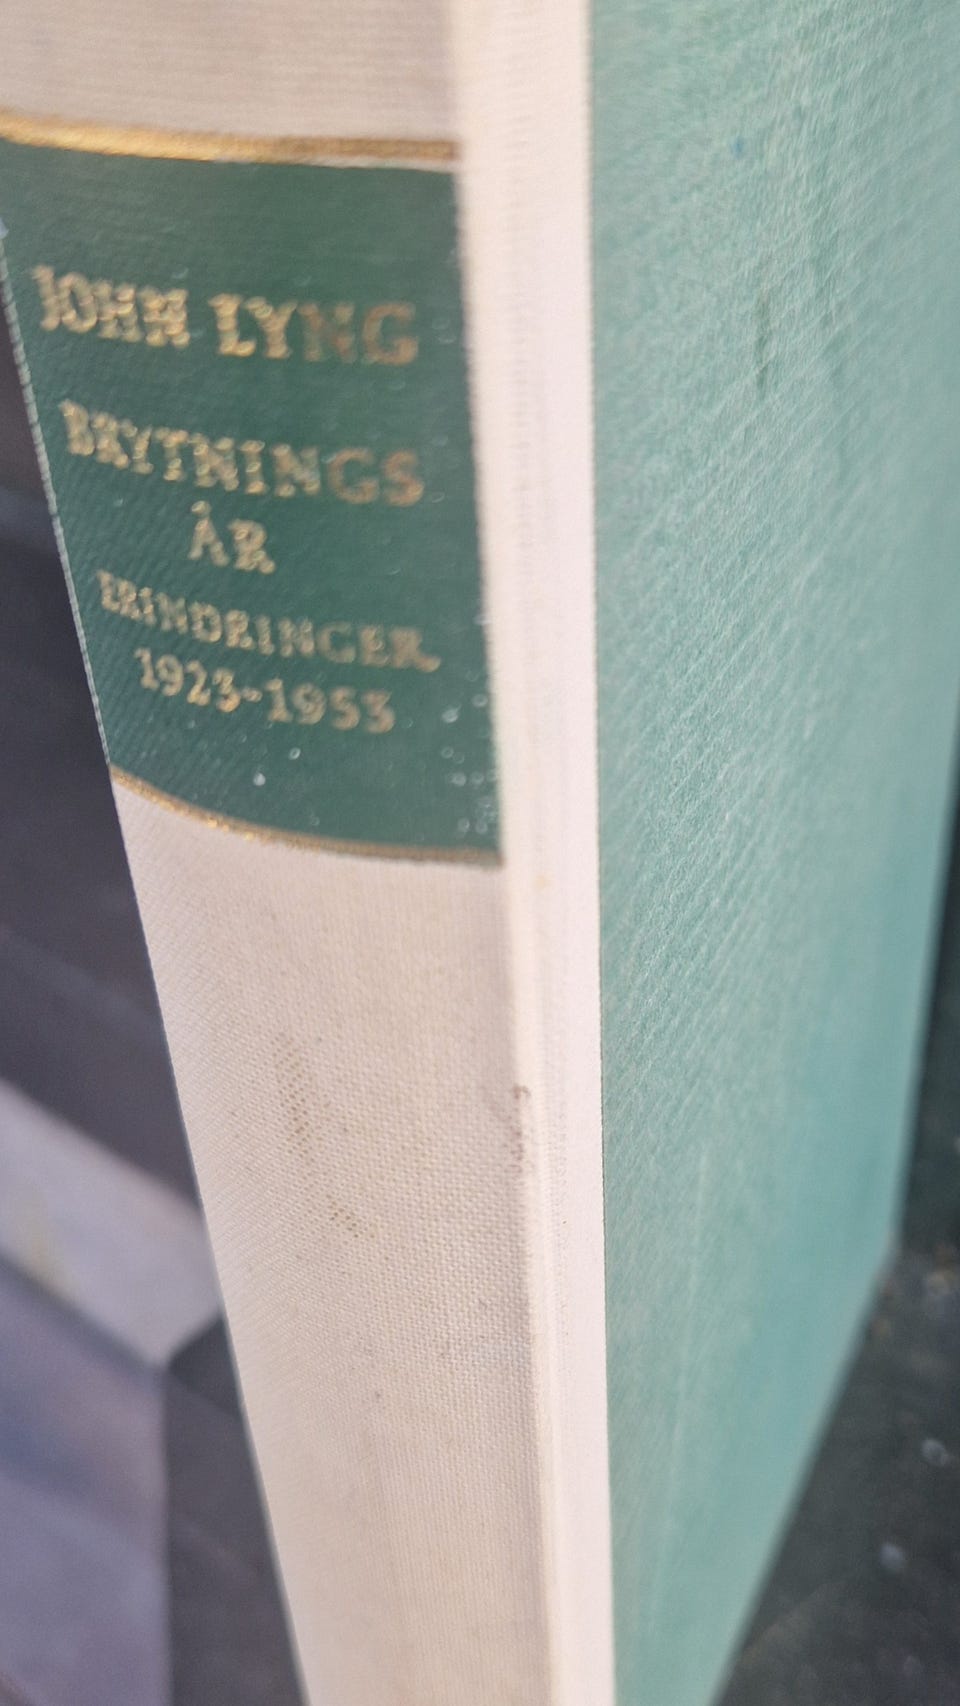 JOHN LYNG
BRYTNINGS
ÅR
ERINDRINGER
1923-1953